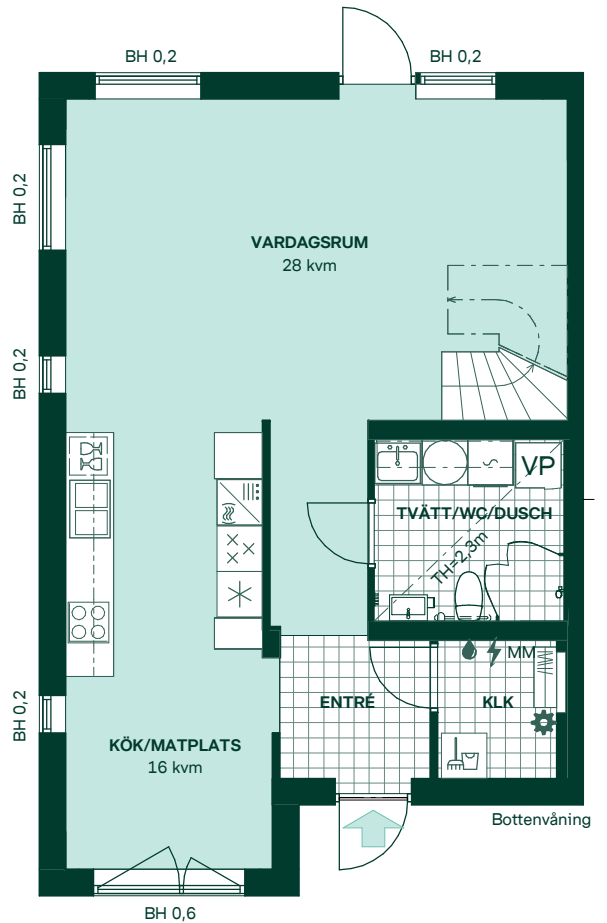 BH 0,2
BH 0,2
BH 0,2
VARDAGSRUM
28 kvm
BH 0,2
VP
TVÄTT/WC/DUSCH
TH=2,3m
MM
ENTRÉ
KLK
BH 0,2
KÖK/MATPLATS
16 kvm
Bottenvåning
BH 0,6